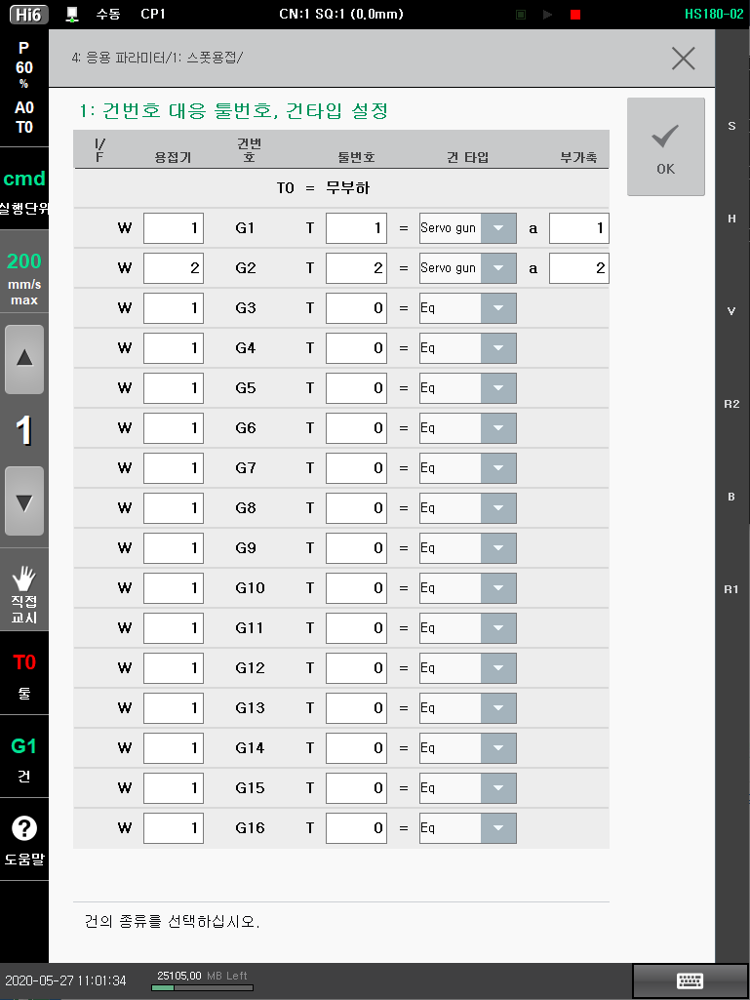 Hi6 수동 CP1 CN:1 SQ:1 (0.0mm) HS180-02
P
60
%
A0
T0
cmd
실행단위
200
mm/s
max
1
직접
교시
T0
툴
G1
건
도움말
4: 응용 파라미터/1: 스폿용접/
1: 건번호 대응 툴번호, 건타입 설정
I/F 용접기 건번호 툴번호 건 타입 부가축
T0 = 무부하
W 1 G1 T 1 = Servo gun a 1
W 2 G2 T 2 = Servo gun a 2
W 1 G3 T 0 = Eq
W 1 G4 T 0 = Eq
W 1 G5 T 0 = Eq
W 1 G6 T 0 = Eq
W 1 G7 T 0 = Eq
W 1 G8 T 0 = Eq
W 1 G9 T 0 = Eq
W 1 G10 T 0 = Eq
W 1 G11 T 0 = Eq
W 1 G12 T 0 = Eq
W 1 G13 T 0 = Eq
W 1 G14 T 0 = Eq
W 1 G15 T 0 = Eq
W 1 G16 T 0 = Eq
건의 종류를 선택하십시오.
OK
S
H
V
R2
B
R1
2020-05-27 11:01:34 25105.00 MB Left